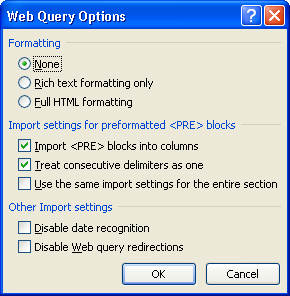 Web Query Options
Formatting
None
Rich text formatting only
Full HTML formatting
Import settings for preformatted <PRE> blocks
Import <PRE> blocks into columns
Treat consecutive delimiters as one
Use the same import settings for the entire section
Other Import settings
Disable date recognition
Disable Web query redirections
OK Cancel